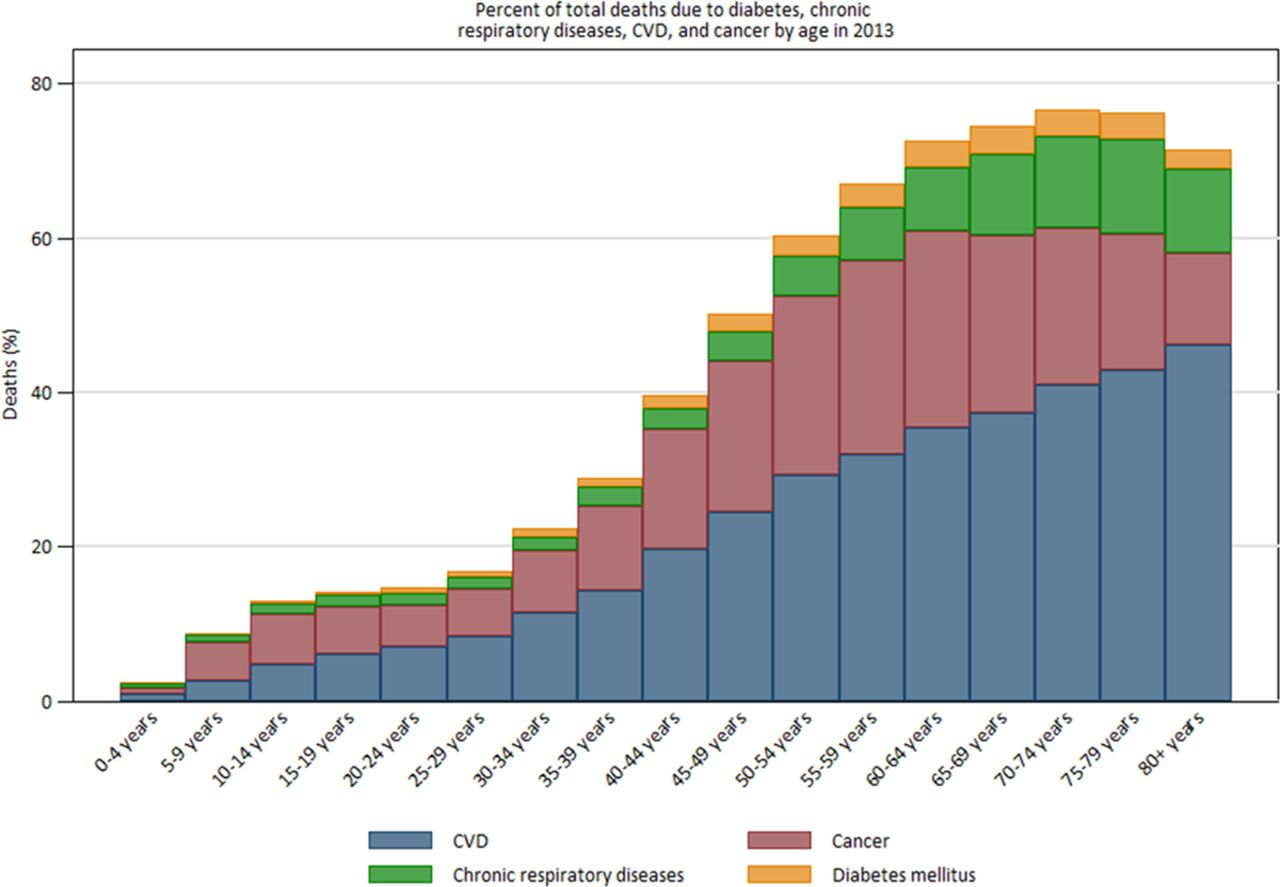 Percent of total deaths due to diabetes, chronic
respiratory diseases, CVD, and cancer by age in 2013
80
60
40
20
0
Deaths (%)
0-4 years
5-9 years
10-14 years
15-19 years
20-24 years
25-29 years
30-34 years
35-39 years
40-44 years
45-49 years
50-54 years
55-59 years
60-64 years
65-69 years
70-74 years
75-79 years
80+ years
CVD
Cancer
Chronic respiratory diseases
Diabetes mellitus